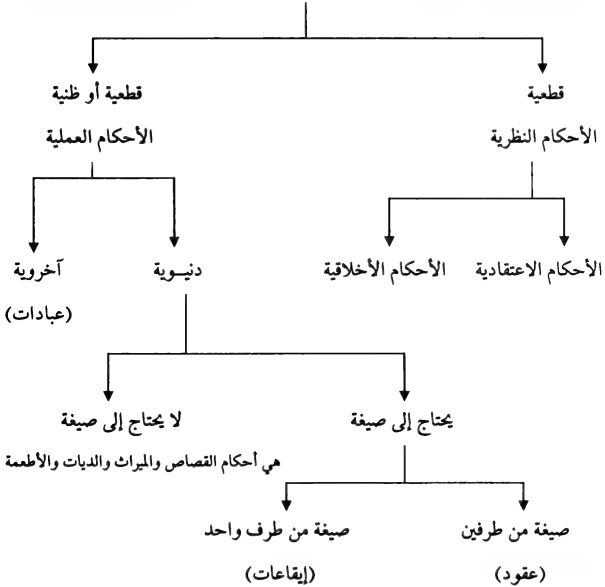 قطعية
قطعية أو ظنية
الأحكام النظرية
الأحكام العملية
الأحكام الاعتقادية
الأحكام الأخلاقية
دنيــوية
آخروية
(عبادات)
يحتاج إلى صيغة
لا يحتاج إلى صيغة
هي أحكام القصاص والميراث والديات والأطعمة
صيغة من طرفين
صيغة من طرف واحد
(عقود)
(إيقاعات)